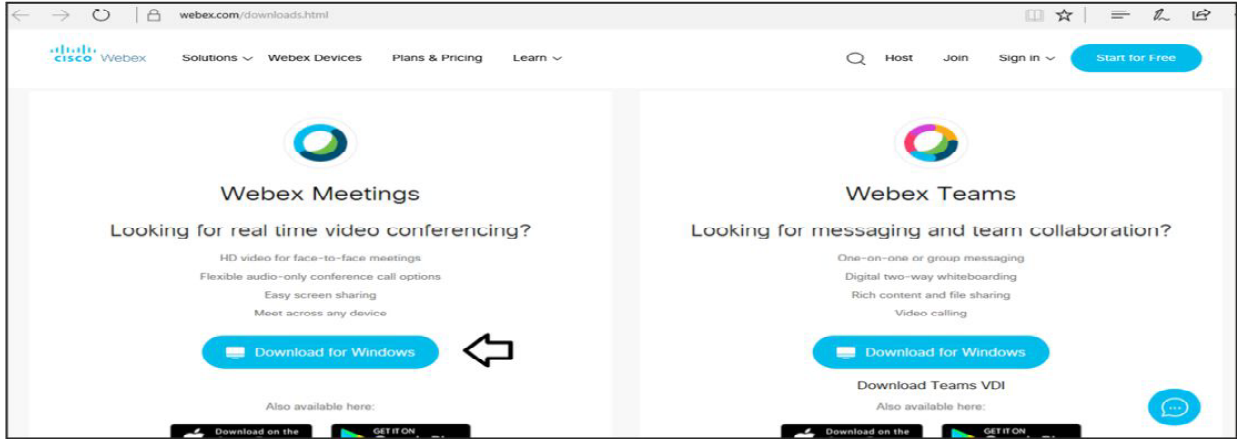 webex.com/downloads.html
CISCO Webex Solutions Webex Devices Plans & Pricing Learn Host Join Sign in Start for Free
Webex Meetings
Looking for real time video conferencing?
HD video for face-to-face meetings
Flexible audio-only conference call options
Easy screen sharing
Meet across any device
Download for Windows
Also available here:
Download on the
GET IT ON
Webex Teams
Looking for messaging and team collaboration?
One-on-one or group messaging
Digital two-way whiteboarding
Rich content and file sharing
Video calling
Download for Windows
Download Teams VDI
Also available here:
Download on the
GET IT ON